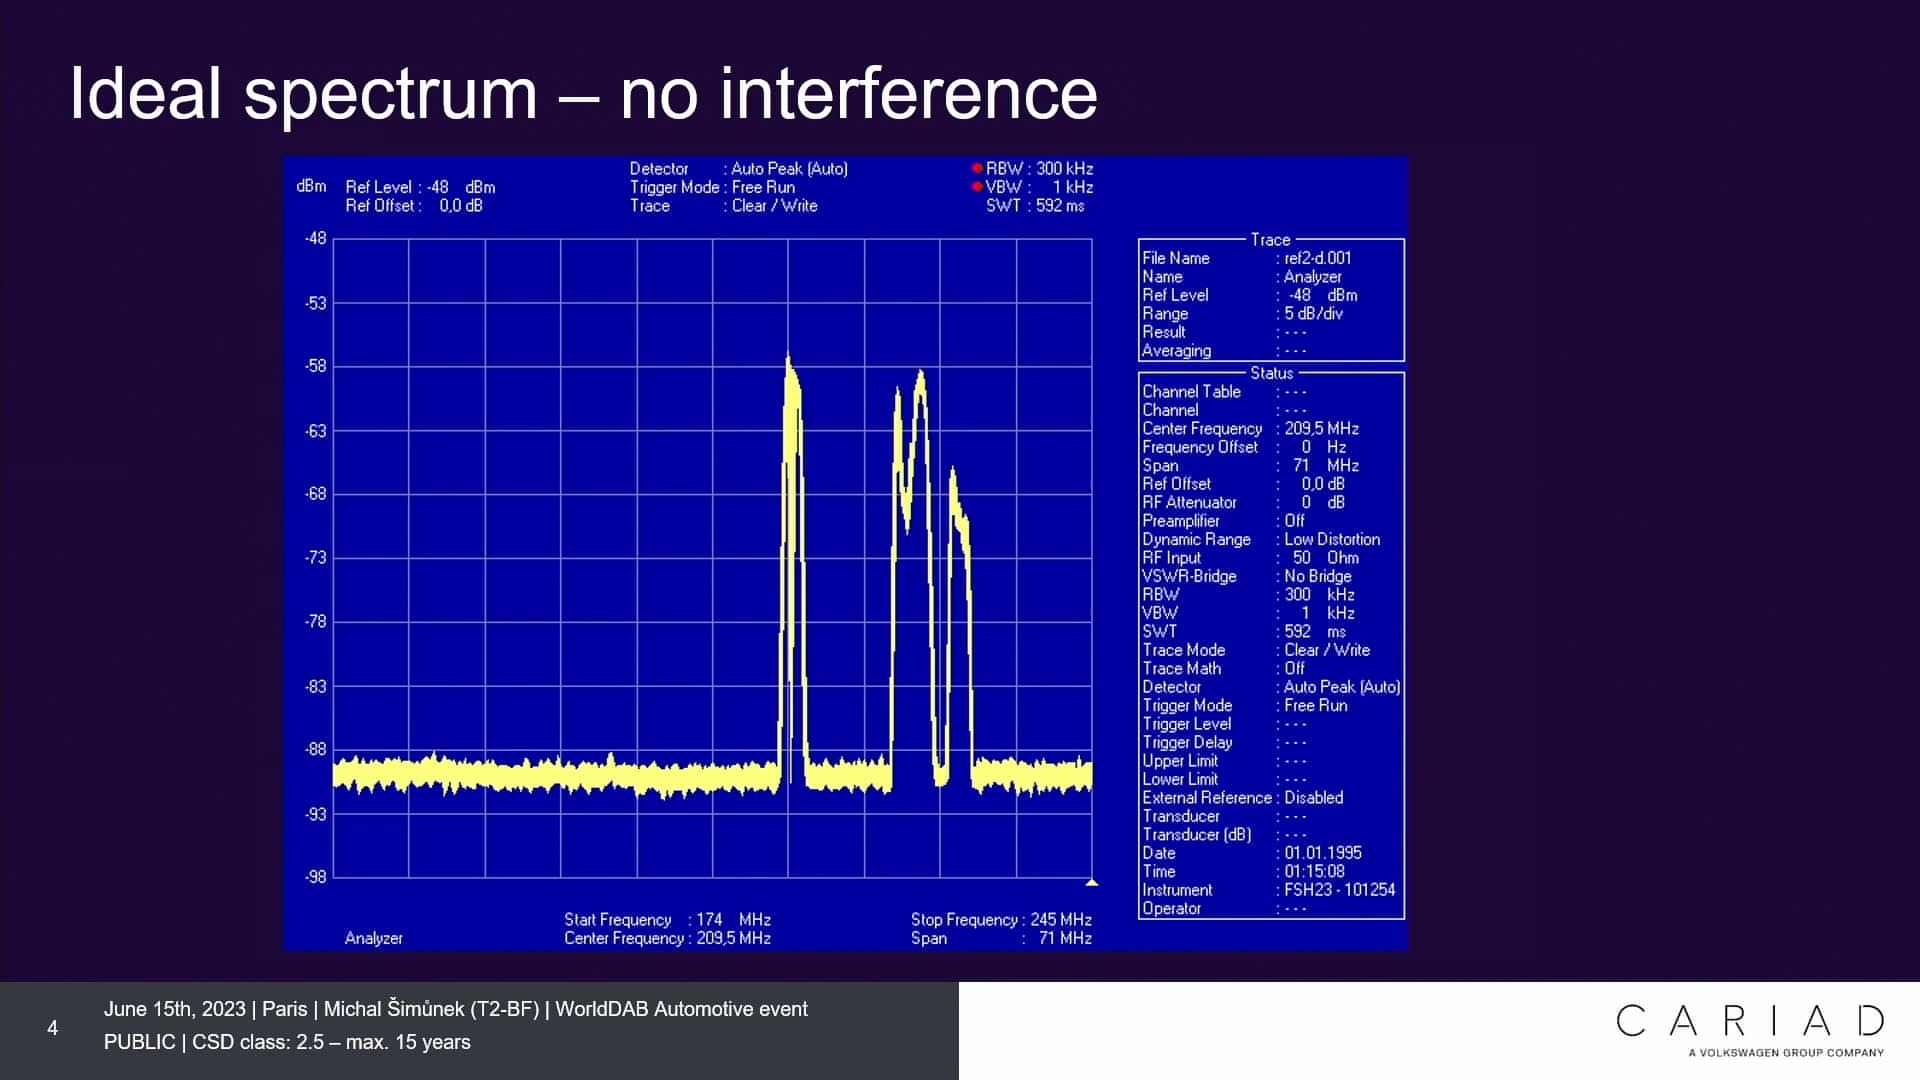 Ideal spectrum – no interference
Detector : Auto Peak (Auto)
RBW : 300 kHz
dBm Ref Level : -48 dBm
Trigger Mode : Free Run
VBW : 1 kHz
Ref Offset : 0,0 dB
Trace : Clear / Write
SWT : 592 ms
-48
-53
-58
-63
-68
-73
-78
-83
-88
-93
-98
Trace
File Name : ref2-d.001
Name : Analyzer
Ref Level : -48 dBm
Range : 5 dB/div
Result : - - -
Averaging : - - -
Status
Channel Table : - - -
Channel : - - -
Center Frequency : 209,5 MHz
Frequency Offset : 0 Hz
Span : 71 MHz
Ref Offset : 0,0 dB
RF Attenuator : 0 dB
Preamplifier : Off
Dynamic Range : Low Distortion
RF Input : 50 Ohm
VSWR-Bridge : No Bridge
RBW : 300 kHz
VBW : 1 kHz
SWT : 592 ms
Trace Mode : Clear / Write
Trace Math : Off
Detector : Auto Peak (Auto)
Trigger Mode : Free Run
Trigger Level : - - -
Trigger Delay : - - -
Upper Limit : - - -
Lower Limit : - - -
External Reference : Disabled
Transducer : - - -
Transducer (dB) : - - -
Date : 01.01.1995
Time : 01:15:08
Instrument : FSH23 - 101254
Operator : - - -
Start Frequency : 174 MHz
Stop Frequency : 245 MHz
Analyzer
Center Frequency : 209,5 MHz
Span : 71 MHz
4
June 15th, 2023 | Paris | Michal Šimůnek (T2-BF) | WorldDAB Automotive event
PUBLIC | CSD class: 2.5 – max. 15 years
CARIAD
A VOLKSWAGEN GROUP COMPANY